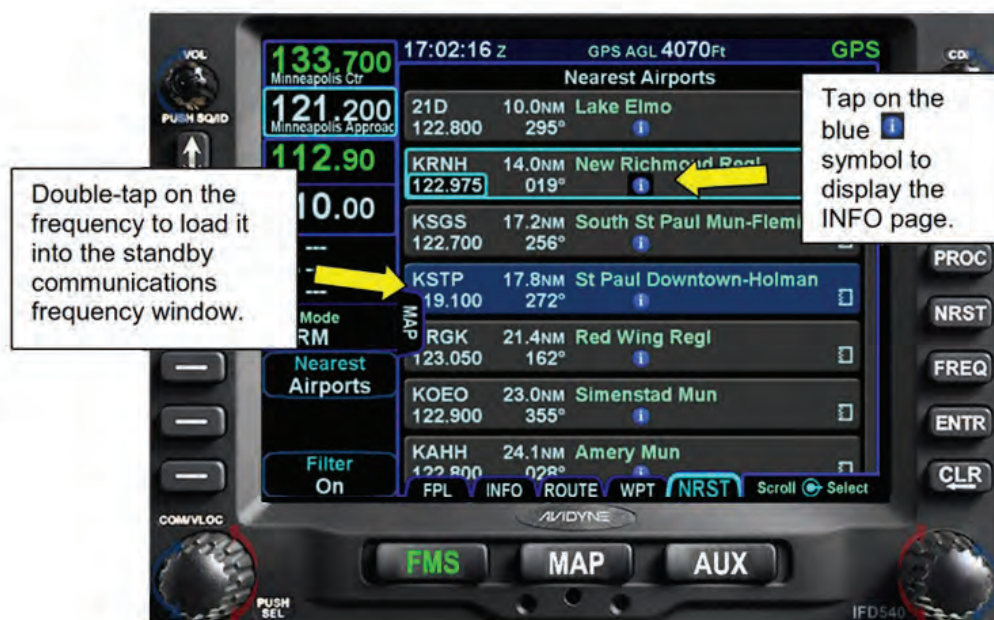 VOL
PUSH SQ/ID
133.700
Minneapolis Ctr
121.200
Minneapolis Approac
112.90
10.00
---
---
Mode
RM
Nearest
Airports
Filter
On
17:02:16 Z GPS AGL 4070Ft GPS
Nearest Airports
21D 10.0NM Lake Elmo
122.800 295° i
KRNH 14.0NM New Richmond Regl
122.975 019° i
KSGS 17.2NM South St Paul Mun-Flemi
122.700 256° i
KSTP 17.8NM St Paul Downtown-Holman
19.100 272° i
MAP
RGK 21.4NM Red Wing Regl
123.050 162° i
KOEO 23.0NM Simenstad Mun
122.900 355° i
KAHH 24.1NM Amery Mun
122.800 028° i
FPL INFO ROUTE WPT NRST Scroll Select
Double-tap on the
frequency to load it
into the standby
communications
frequency window.
Tap on the
blue i
symbol to
display the
INFO page.
CDI
PROC
NRST
FREQ
ENTR
CLR
COM/VLOC
AVIDYNE
FMS MAP AUX
PUSH
SEL
IFD540